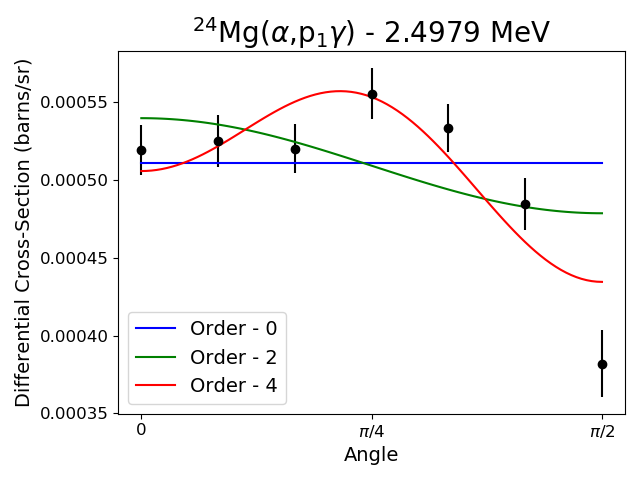 ²⁴Mg(α,p₁γ) - 2.4979 MeV
Differential Cross-Section (barns/sr)
0.00055
0.00050
0.00045
0.00040
0.00035
Order - 0
Order - 2
Order - 4
0 π/4 π/2
Angle